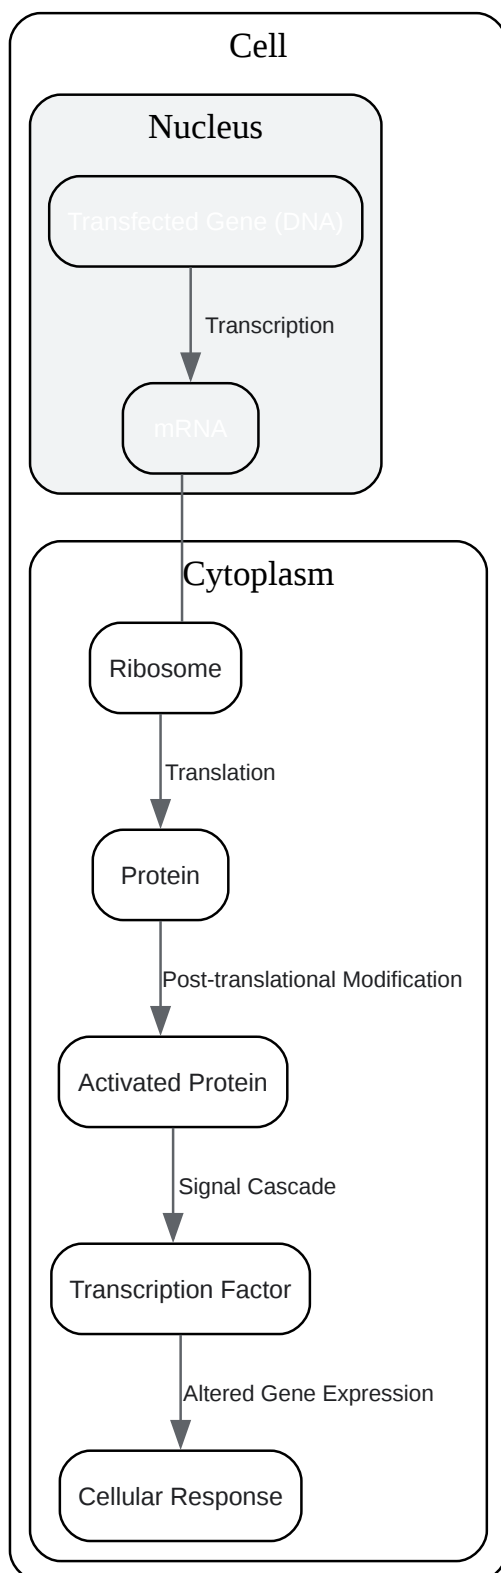 Cell
Nucleus
Transfected Gene (DNA)
Transcription
mRNA
Cytoplasm
Ribosome
Translation
Protein
Post-translational Modification
Activated Protein
Signal Cascade
Transcription Factor
Altered Gene Expression
Cellular Response